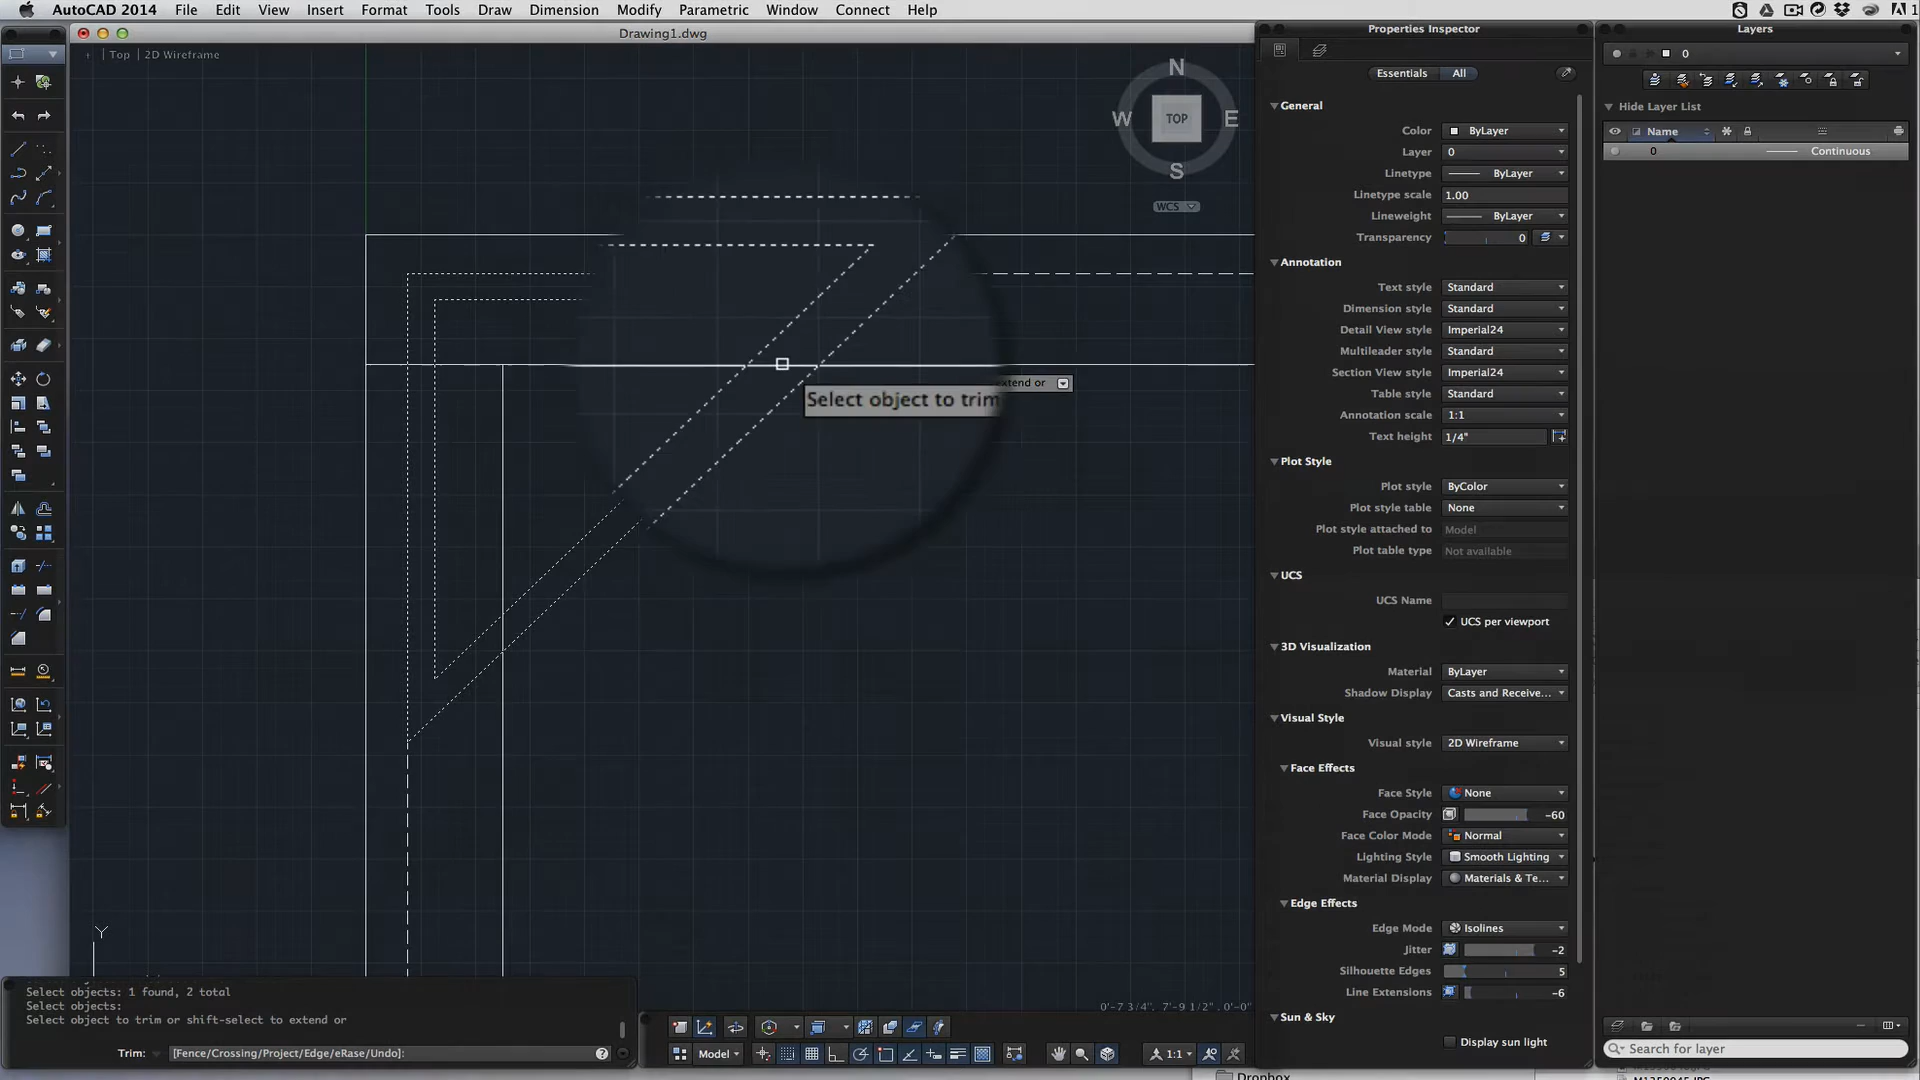 AutoCAD 2014 File Edit View Insert Format Tools Draw Dimension Modify Parametric Window Connect Help
Drawing1.dwg
Properties Inspector
Layers
+ Top 2D Wireframe
Essentials All
0
Hide Layer List
Name
0 Continuous
N
W TOP E
S
WCS
General
Color ByLayer
Layer 0
Linetype ByLayer
Linetype scale 1.00
Lineweight ByLayer
Transparency 0
Annotation
Text style Standard
Dimension style Standard
Detail View style Imperial24
Multileader style Standard
Section View style Imperial24
Table style Standard
Annotation scale 1:1
Text height 1/4"
Plot Style
Plot style ByColor
Plot style table None
Plot style attached to Model
Plot table type Not available
UCS
UCS Name
UCS per viewport
3D Visualization
Material ByLayer
Shadow Display Casts and Receive...
Visual Style
Visual style 2D Wireframe
Face Effects
Face Style None
Face Opacity -60
Face Color Mode Normal
Lighting Style Smooth Lighting
Material Display Materials & Te...
Edge Effects
Edge Mode Isolines
Jitter -2
Silhouette Edges 5
Line Extensions -6
Sun & Sky
Display sun light
Select object to trim
extend or
Y
Select objects: 1 found, 2 total
Select objects:
Select object to trim or shift-select to extend or
Trim: [Fence/Crossing/Project/Edge/eRase/Undo]:
0'-7 3/4", 7'-9 1/2", 0'-0"
Model
1:1
Search for layer
Dropbox